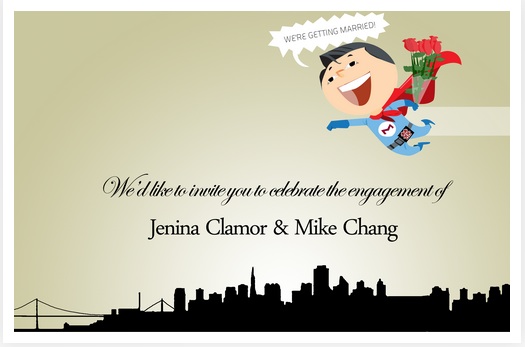 WE'RE GETTING MARRIED!
M
We'd like to invite you to celebrate the engagement of
Jenina Clamor & Mike Chang